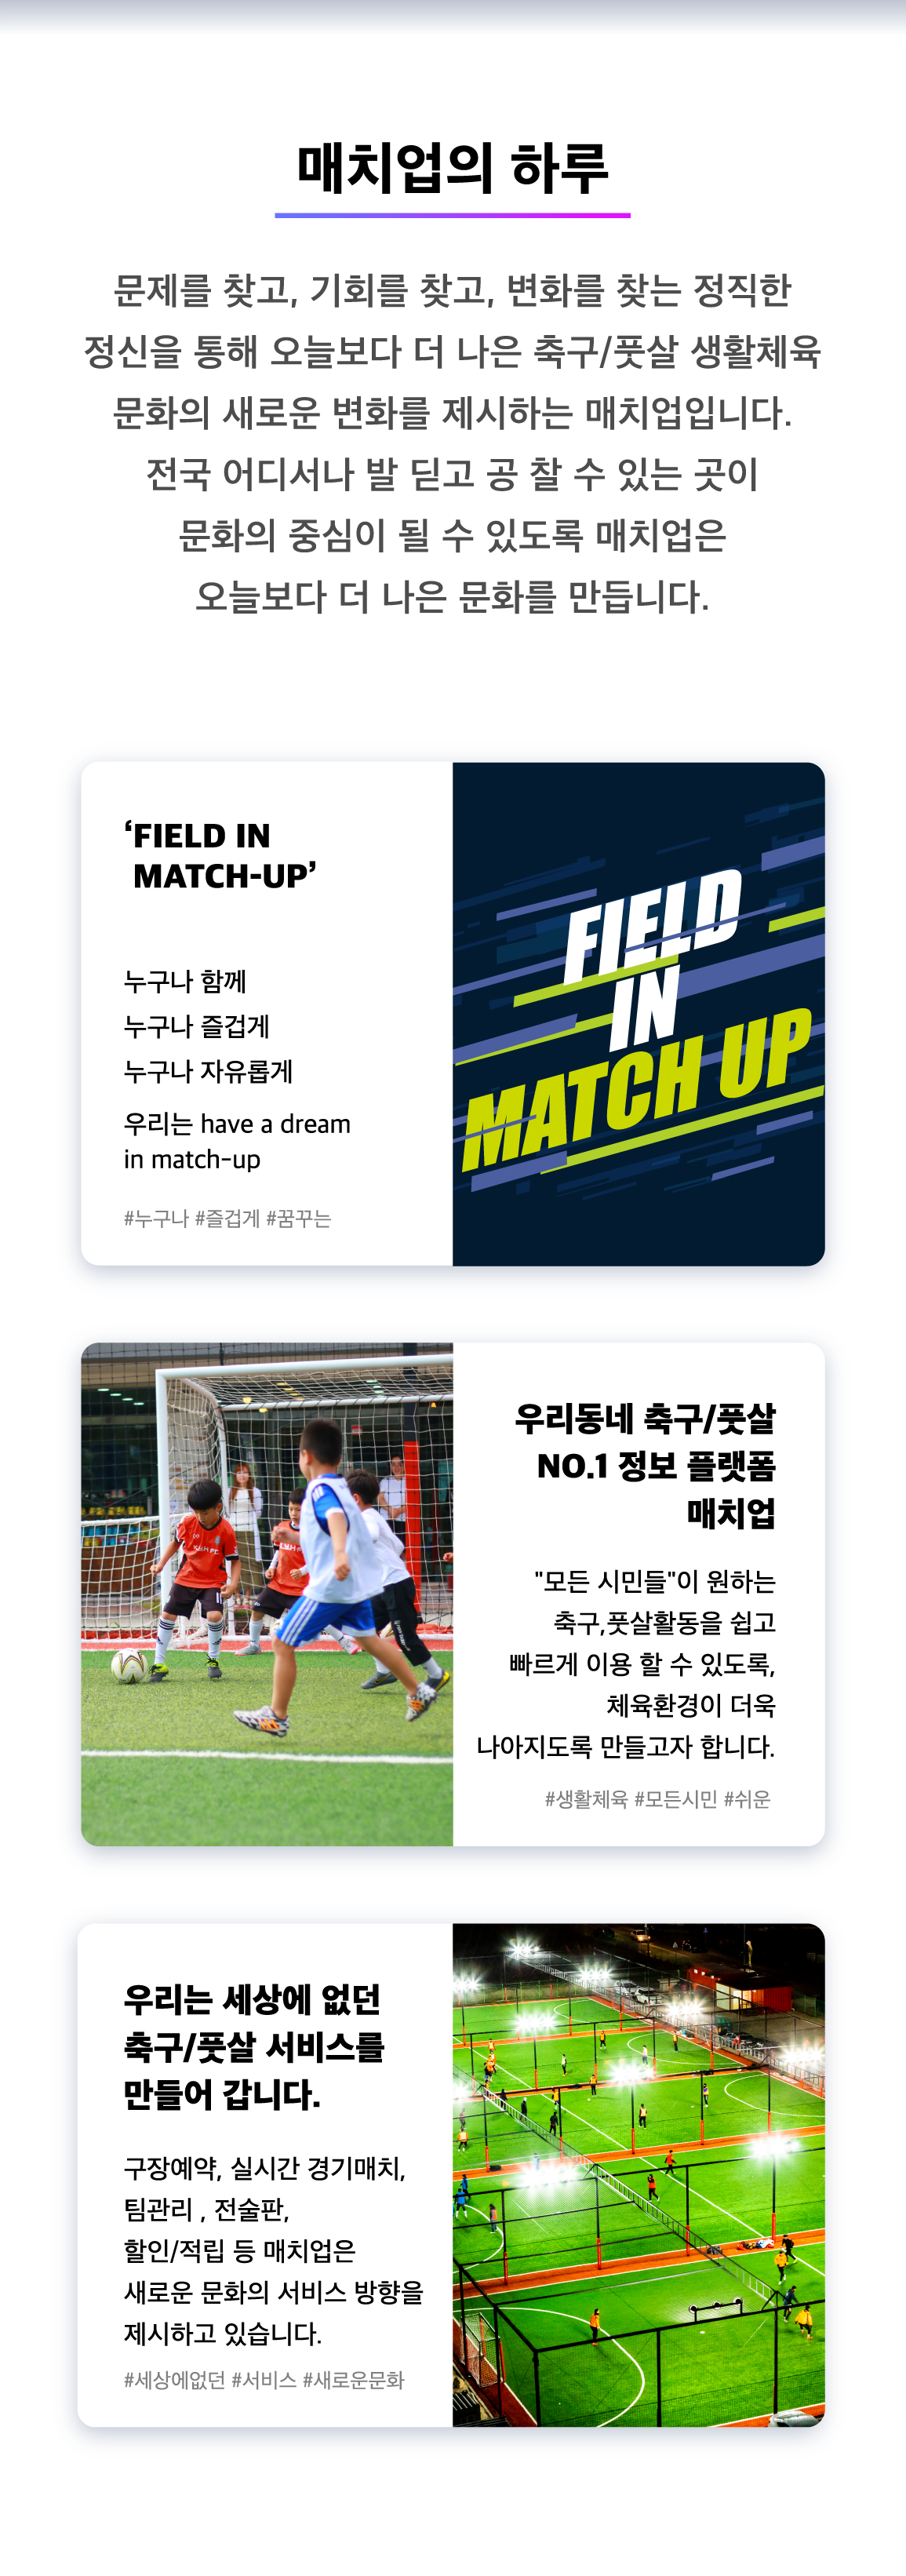 매치업의 하루
문제를 찾고, 기회를 찾고, 변화를 찾는 정직한
정신을 통해 오늘보다 더 나은 축구/풋살 생활체육
문화의 새로운 변화를 제시하는 매치업입니다.
전국 어디서나 발 딛고 공 찰 수 있는 곳이
문화의 중심이 될 수 있도록 매치업은
오늘보다 더 나은 문화를 만듭니다.
‘FIELD IN
MATCH-UP’
누구나 함께
누구나 즐겁게
누구나 자유롭게
우리는 have a dream
in match-up
#누구나 #즐겁게 #꿈꾸는
FIELD
IN
MATCH UP
우리동네 축구/풋살
NO.1 정보 플랫폼
매치업
"모든 시민들"이 원하는
축구,풋살활동을 쉽고
빠르게 이용 할 수 있도록,
체육환경이 더욱
나아지도록 만들고자 합니다.
#생활체육 #모든시민 #쉬운
우리는 세상에 없던
축구/풋살 서비스를
만들어 갑니다.
구장예약, 실시간 경기매치,
팀관리 , 전술판,
할인/적립 등 매치업은
새로운 문화의 서비스 방향을
제시하고 있습니다.
#세상에없던 #서비스 #새로운문화